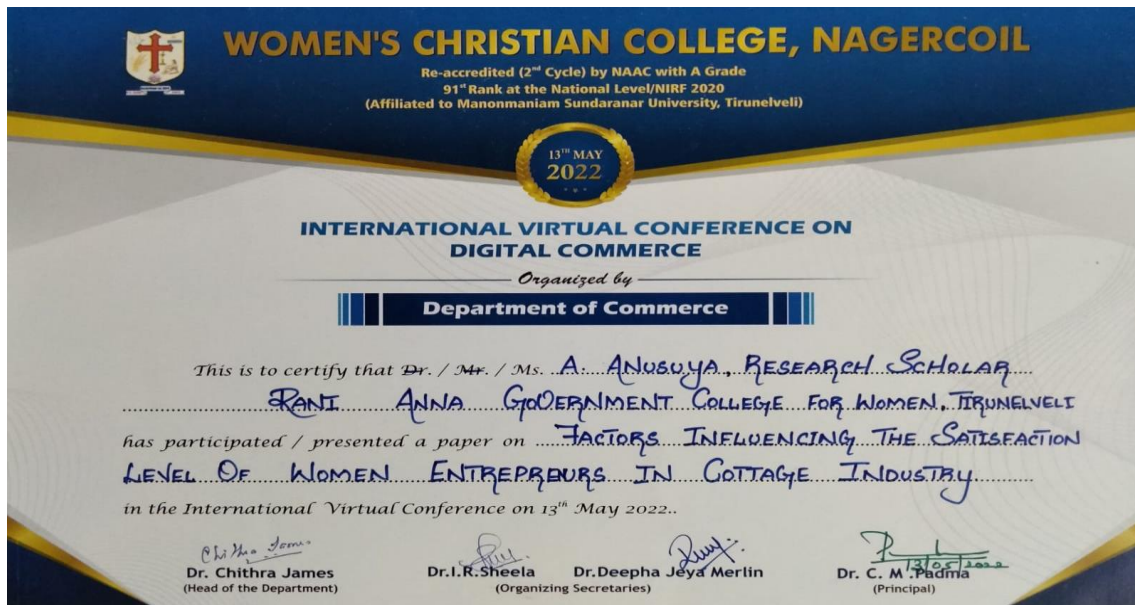 WOMEN'S CHRISTIAN COLLEGE, NAGERCOIL
Re-accredited (2nd Cycle) by NAAC with A Grade
91st Rank at the National Level/NIRF 2020
(Affiliated to Manonmaniam Sundaranar University, Tirunelveli)
13TH MAY
2022
INTERNATIONAL VIRTUAL CONFERENCE ON
DIGITAL COMMERCE
Organized by
Department of Commerce
This is to certify that Dr. / Mr. / Ms. A. ANUSUYA, RESEARCH SCHOLAR
RANI ANNA GOVERNMENT COLLEGE FOR WOMEN, TIRUNELVELI
has participated / presented a paper on FACTORS INFLUENCING THE SATISFACTION
LEVEL OF WOMEN ENTREPREURS IN COTTAGE INDUSTRY
in the International Virtual Conference on 13th May 2022..
Chithra James
13/05/2022
Dr. Chithra James Dr.I.R.Sheela Dr.Deepha Jeya Merlin Dr. C. M .Padma
(Head of the Department) (Organizing Secretaries) (Principal)